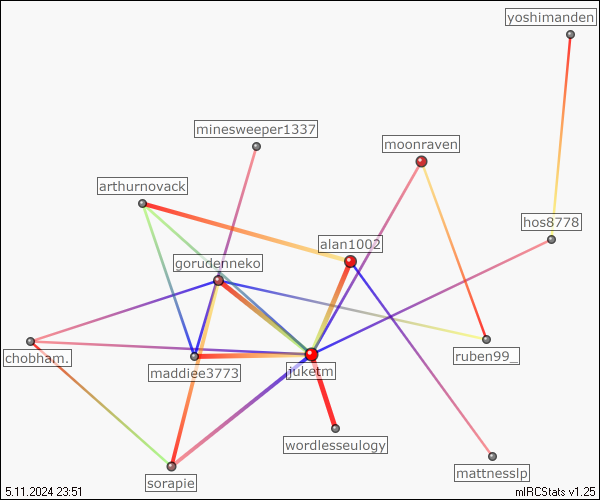 yoshimanden
minesweeper1337
moonraven
arthurnovack
hos8778
alan1002
gorudenneko
chobham.
ruben99_
maddiee3773
juketm
wordlesseulogy
mattnesslp
sorapie
5.11.2024 23:51
mIRCStats v1.25